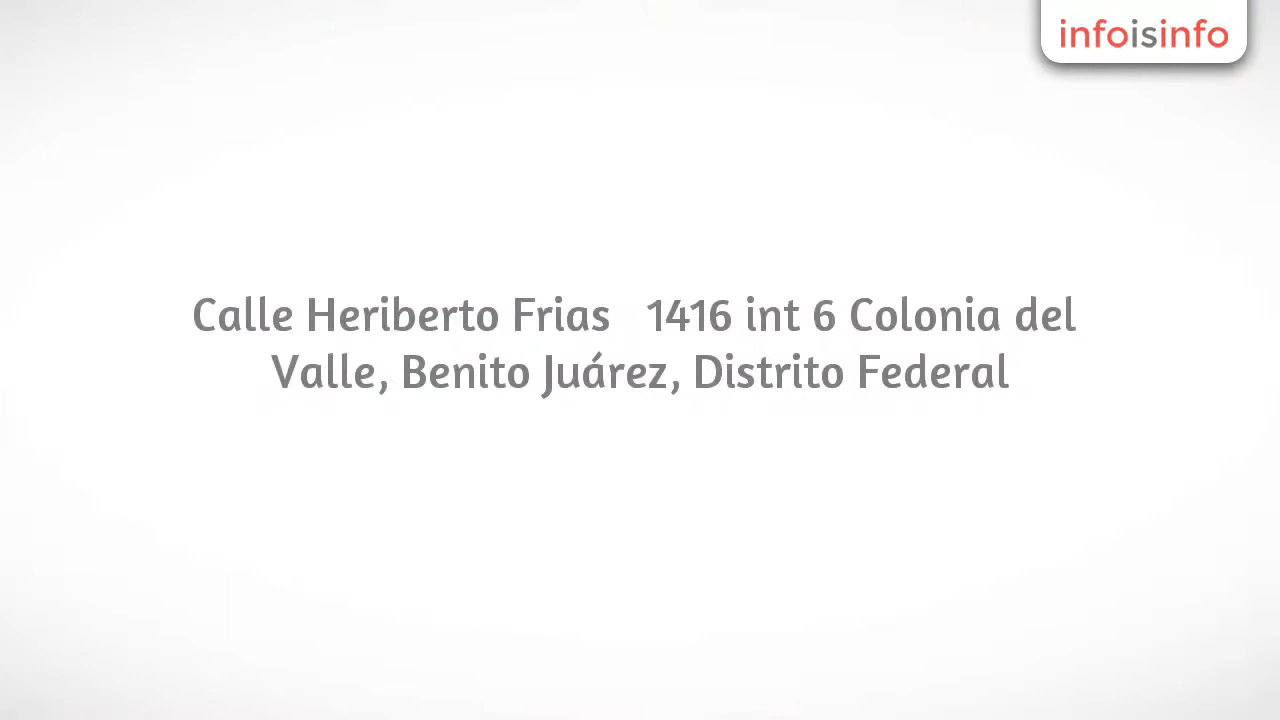 infoisinfo
Calle Heriberto Frias 1416 int 6 Colonia del
Valle, Benito Juárez, Distrito Federal